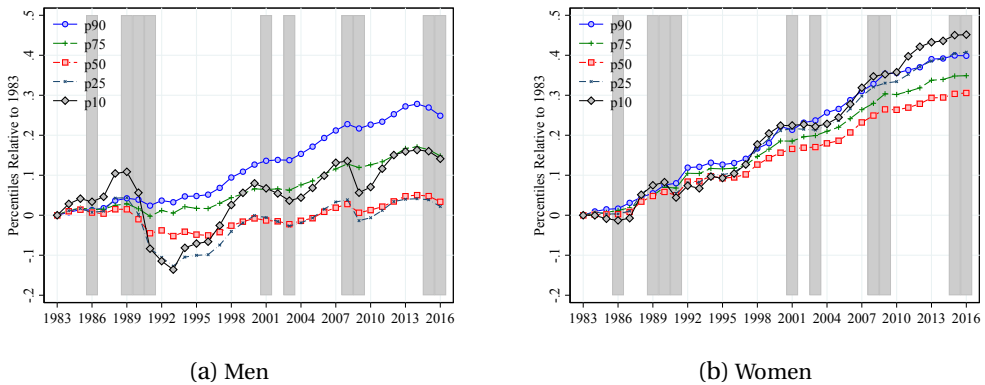 Percentiles Relative to 1983
.5
.4
.3
.2
.1
0
-.1
-.2
p90
p75
p50
p25
p10
1983 1986 1989 1992 1995 1998 2001 2004 2007 2010 2013 2016
(a) Men
Percentiles Relative to 1983
.5
.4
.3
.2
.1
0
-.1
-.2
p90
p75
p50
p25
p10
1983 1986 1989 1992 1995 1998 2001 2004 2007 2010 2013 2016
(b) Women